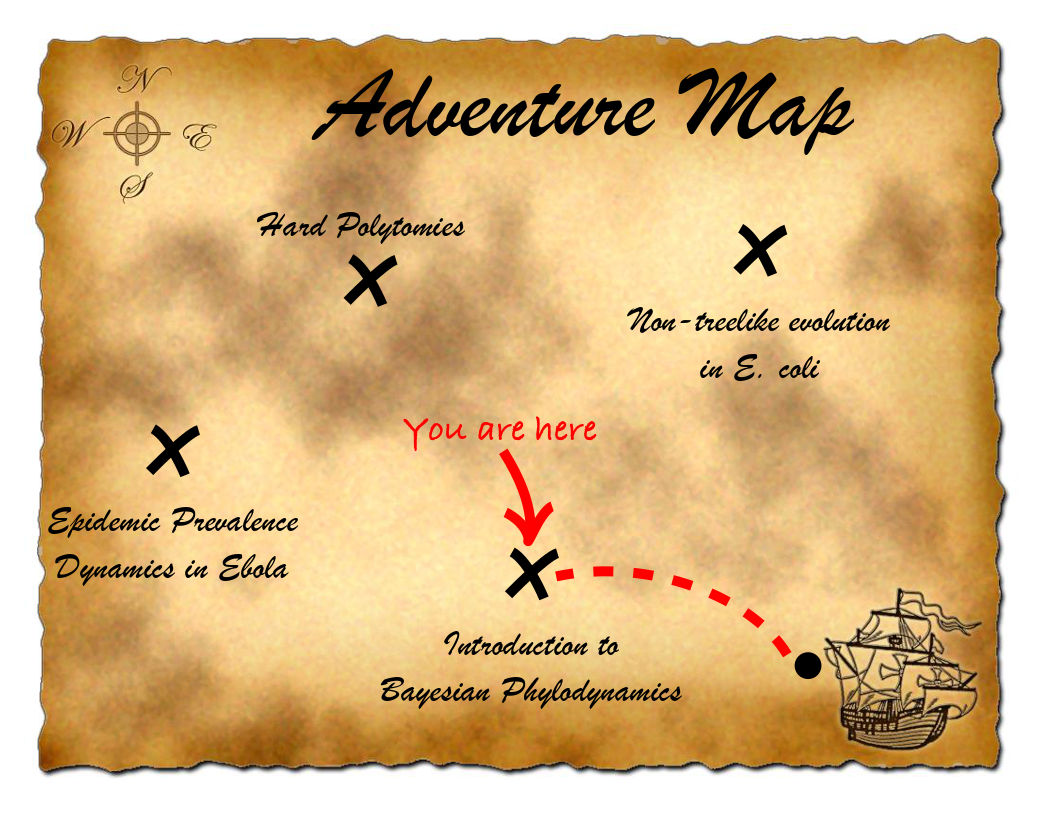 Adventure Map
N
W
E
S
Hard Polytomies
Non-treelike evolution
in E. coli
You are here
Epidemic Prevalence
Dynamics in Ebola
Introduction to
Bayesian Phylodynamics